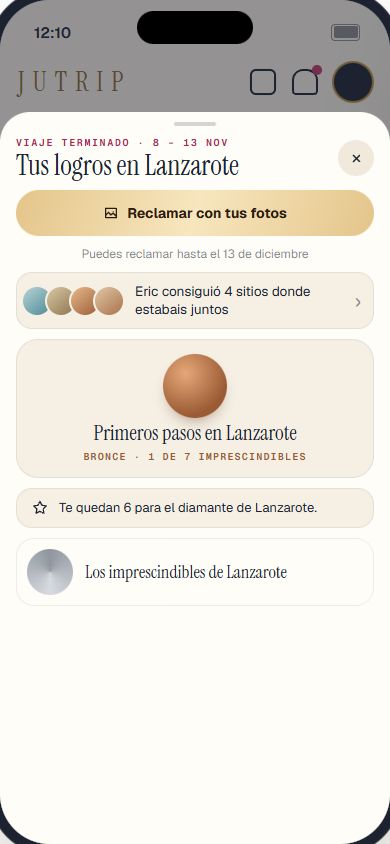 12:10
JUTRIP
VIAJE TERMINADO · 8 – 13 NOV
Tus logros en Lanzarote
Reclamar con tus fotos
Puedes reclamar hasta el 13 de diciembre
Eric consiguió 4 sitios donde
estabais juntos
Primeros pasos en Lanzarote
BRONCE · 1 DE 7 IMPRESCINDIBLES
Te quedan 6 para el diamante de Lanzarote.
Los imprescindibles de Lanzarote